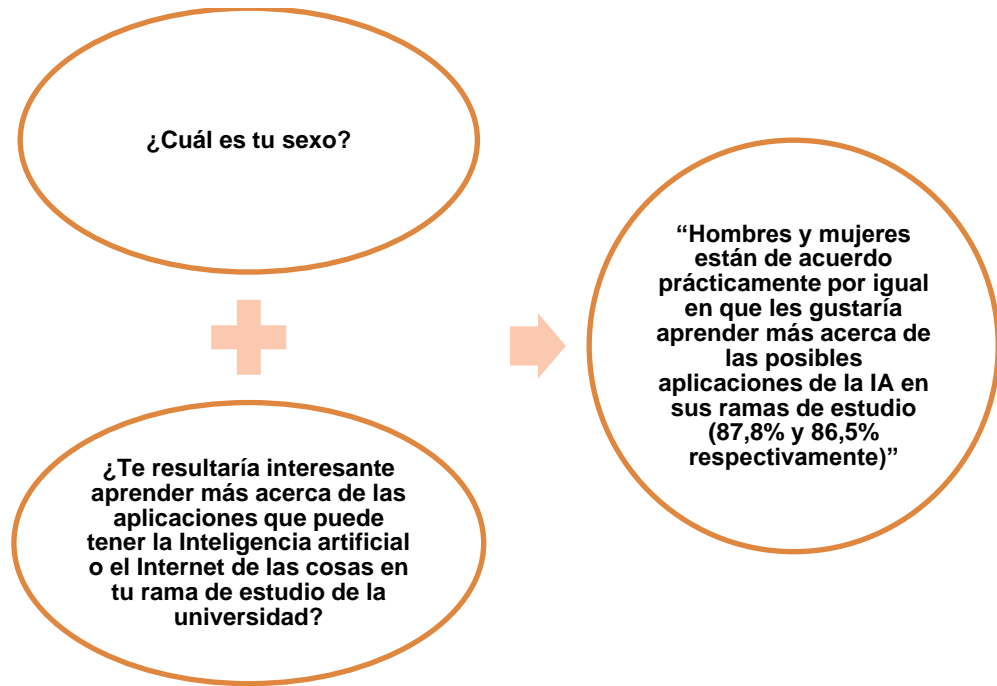 ¿Cuál es tu sexo?
¿Te resultaría interesante
aprender más acerca de las
aplicaciones que puede
tener la Inteligencia artificial
o el Internet de las cosas en
tu rama de estudio de la
universidad?
“Hombres y mujeres
están de acuerdo
prácticamente por igual
en que les gustaría
aprender más acerca de
las posibles
aplicaciones de la IA en
sus ramas de estudio
(87,8% y 86,5%
respectivamente)”